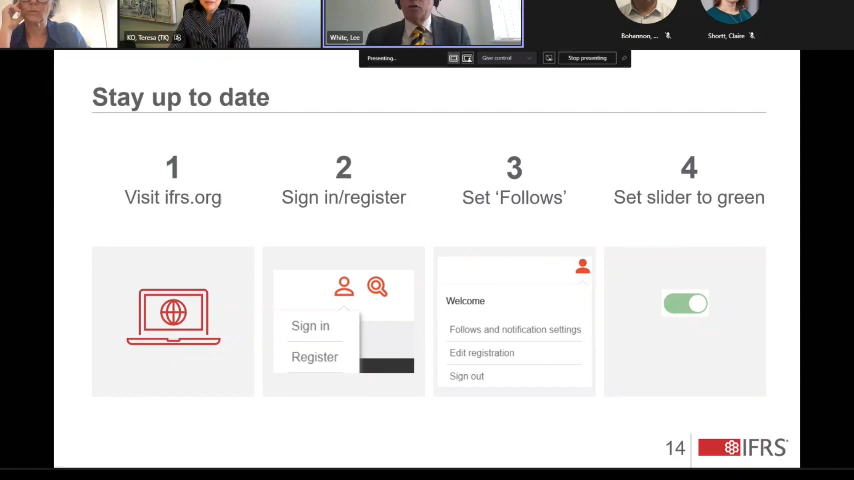 KO, Teresa (TK)
White, Lee
Bohannon, ...
Shortt, Claire
Presenting...
Give control
Stop presenting
Stay up to date
1
Visit ifrs.org
2
Sign in/register
3
Set ‘Follows’
4
Set slider to green
Sign in
Register
Welcome
Follows and notification settings
Edit registration
Sign out
14
IFRS